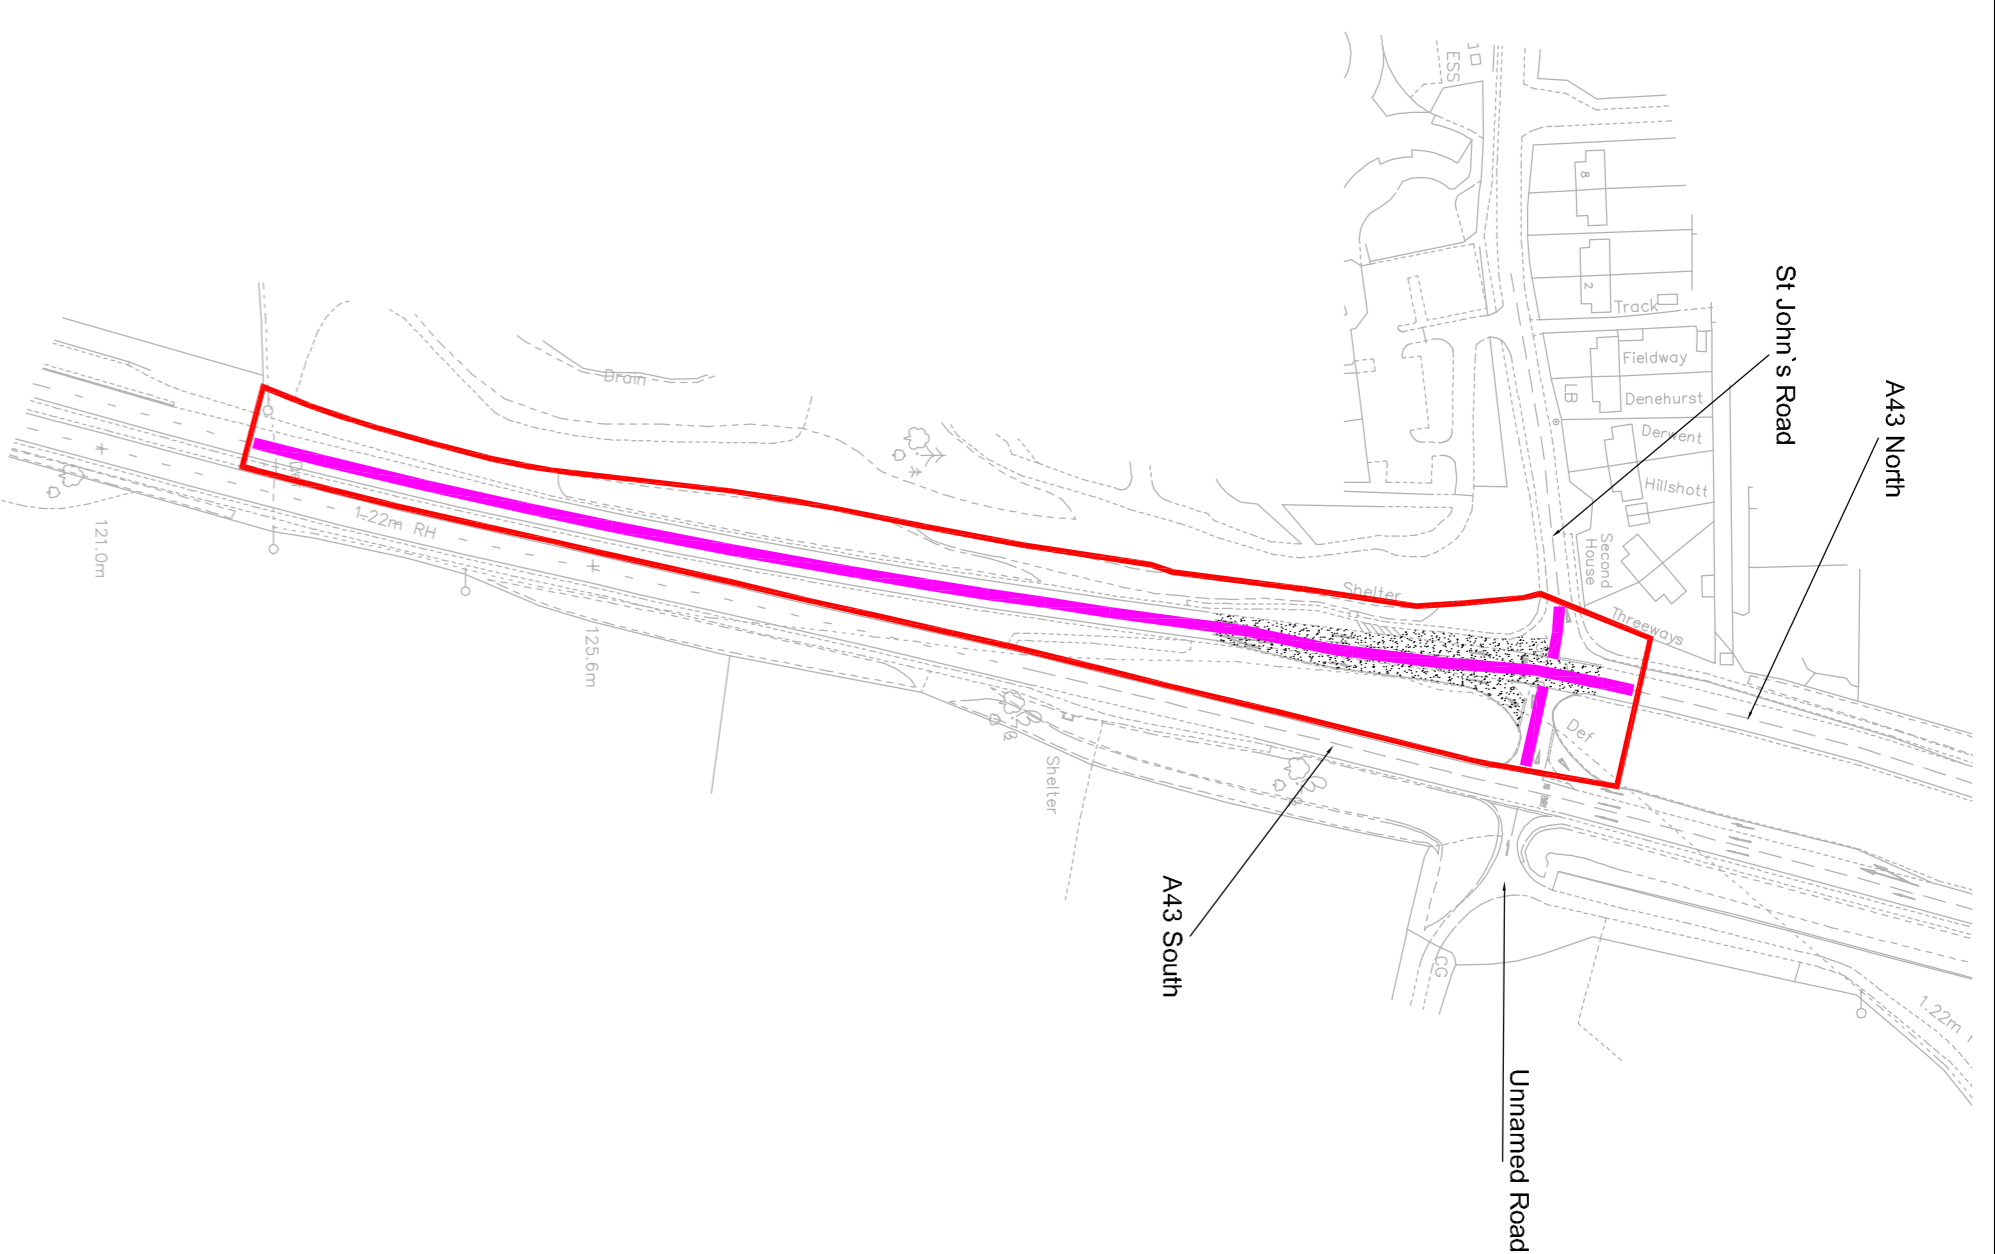 ESS
8
2
Track
Fieldway
LB
Denehurst
Derwent
Hillshott
Second
House
Threeways
St John`s Road
A43 North
Drain
Shelter
Def
1.22m RH
121.0m
125.6m
Shelter
A43 South
CG
Unnamed Road
1.22m